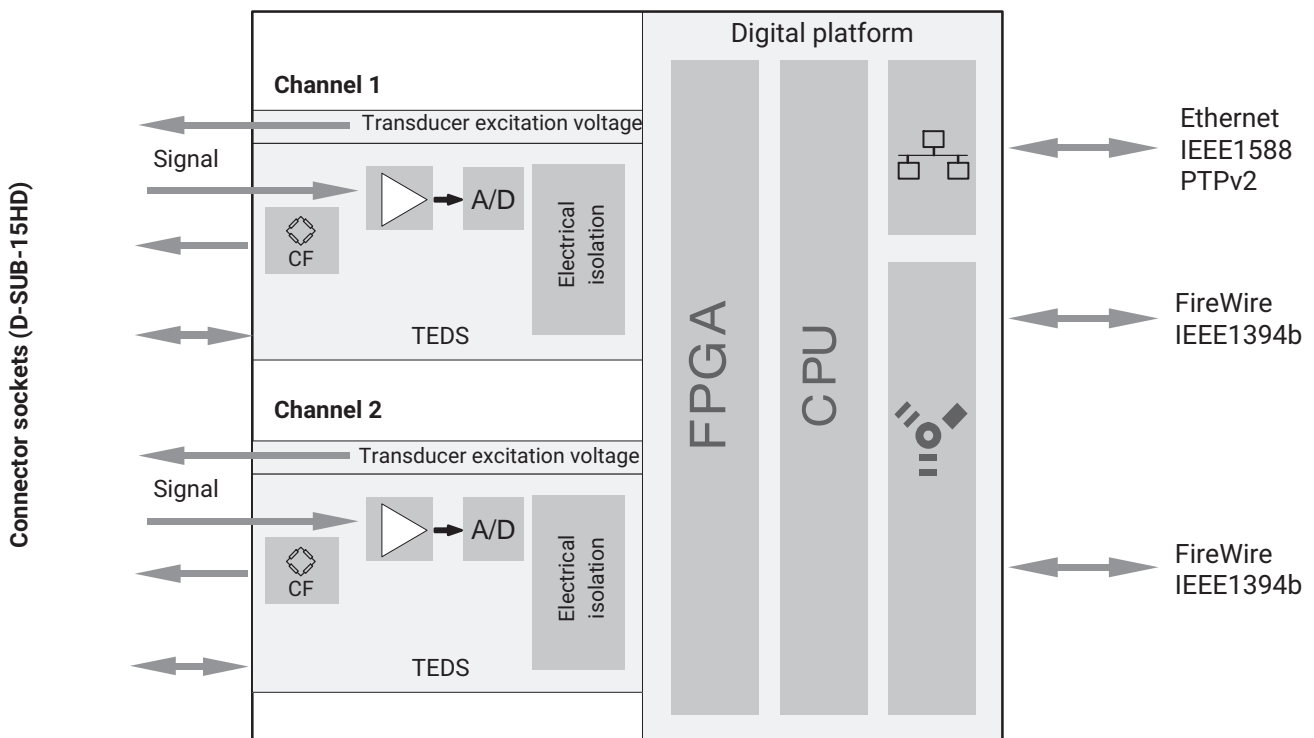 Digital platform
Channel 1
Transducer excitation voltage
Signal
A/D
CF
Electrical
isolation
TEDS
Channel 2
Transducer excitation voltage
Signal
A/D
CF
Electrical
isolation
TEDS
Connector sockets (D-SUB-15HD)
FPGA
CPU
Ethernet
IEEE1588
PTPv2
FireWire
IEEE1394b
FireWire
IEEE1394b